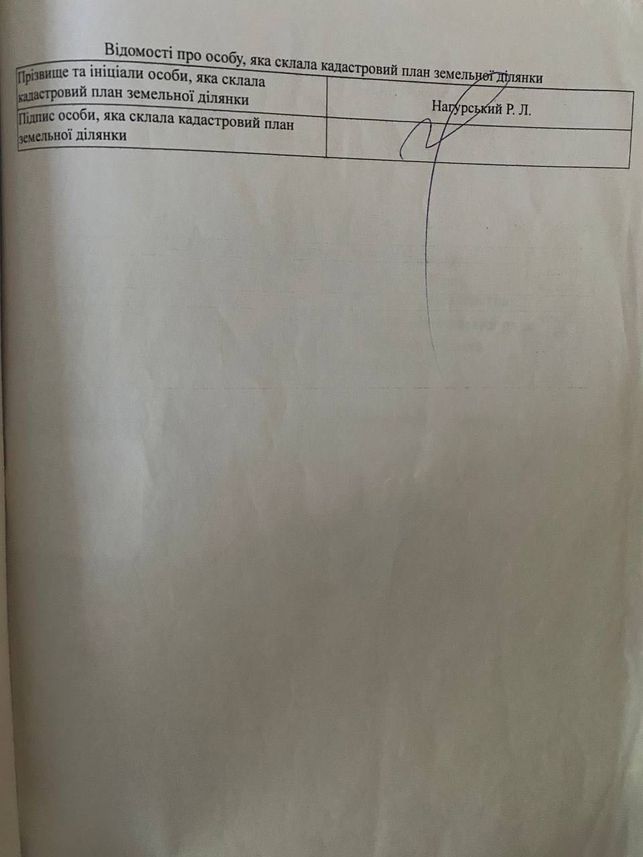 Відомості про особу, яка склала кадастровий план земельної ділянки
Прізвище та ініціали особи, яка склала
кадастровий план земельної ділянки
Нагурський Р. Л.
Підпис особи, яка склала кадастровий план
земельної ділянки